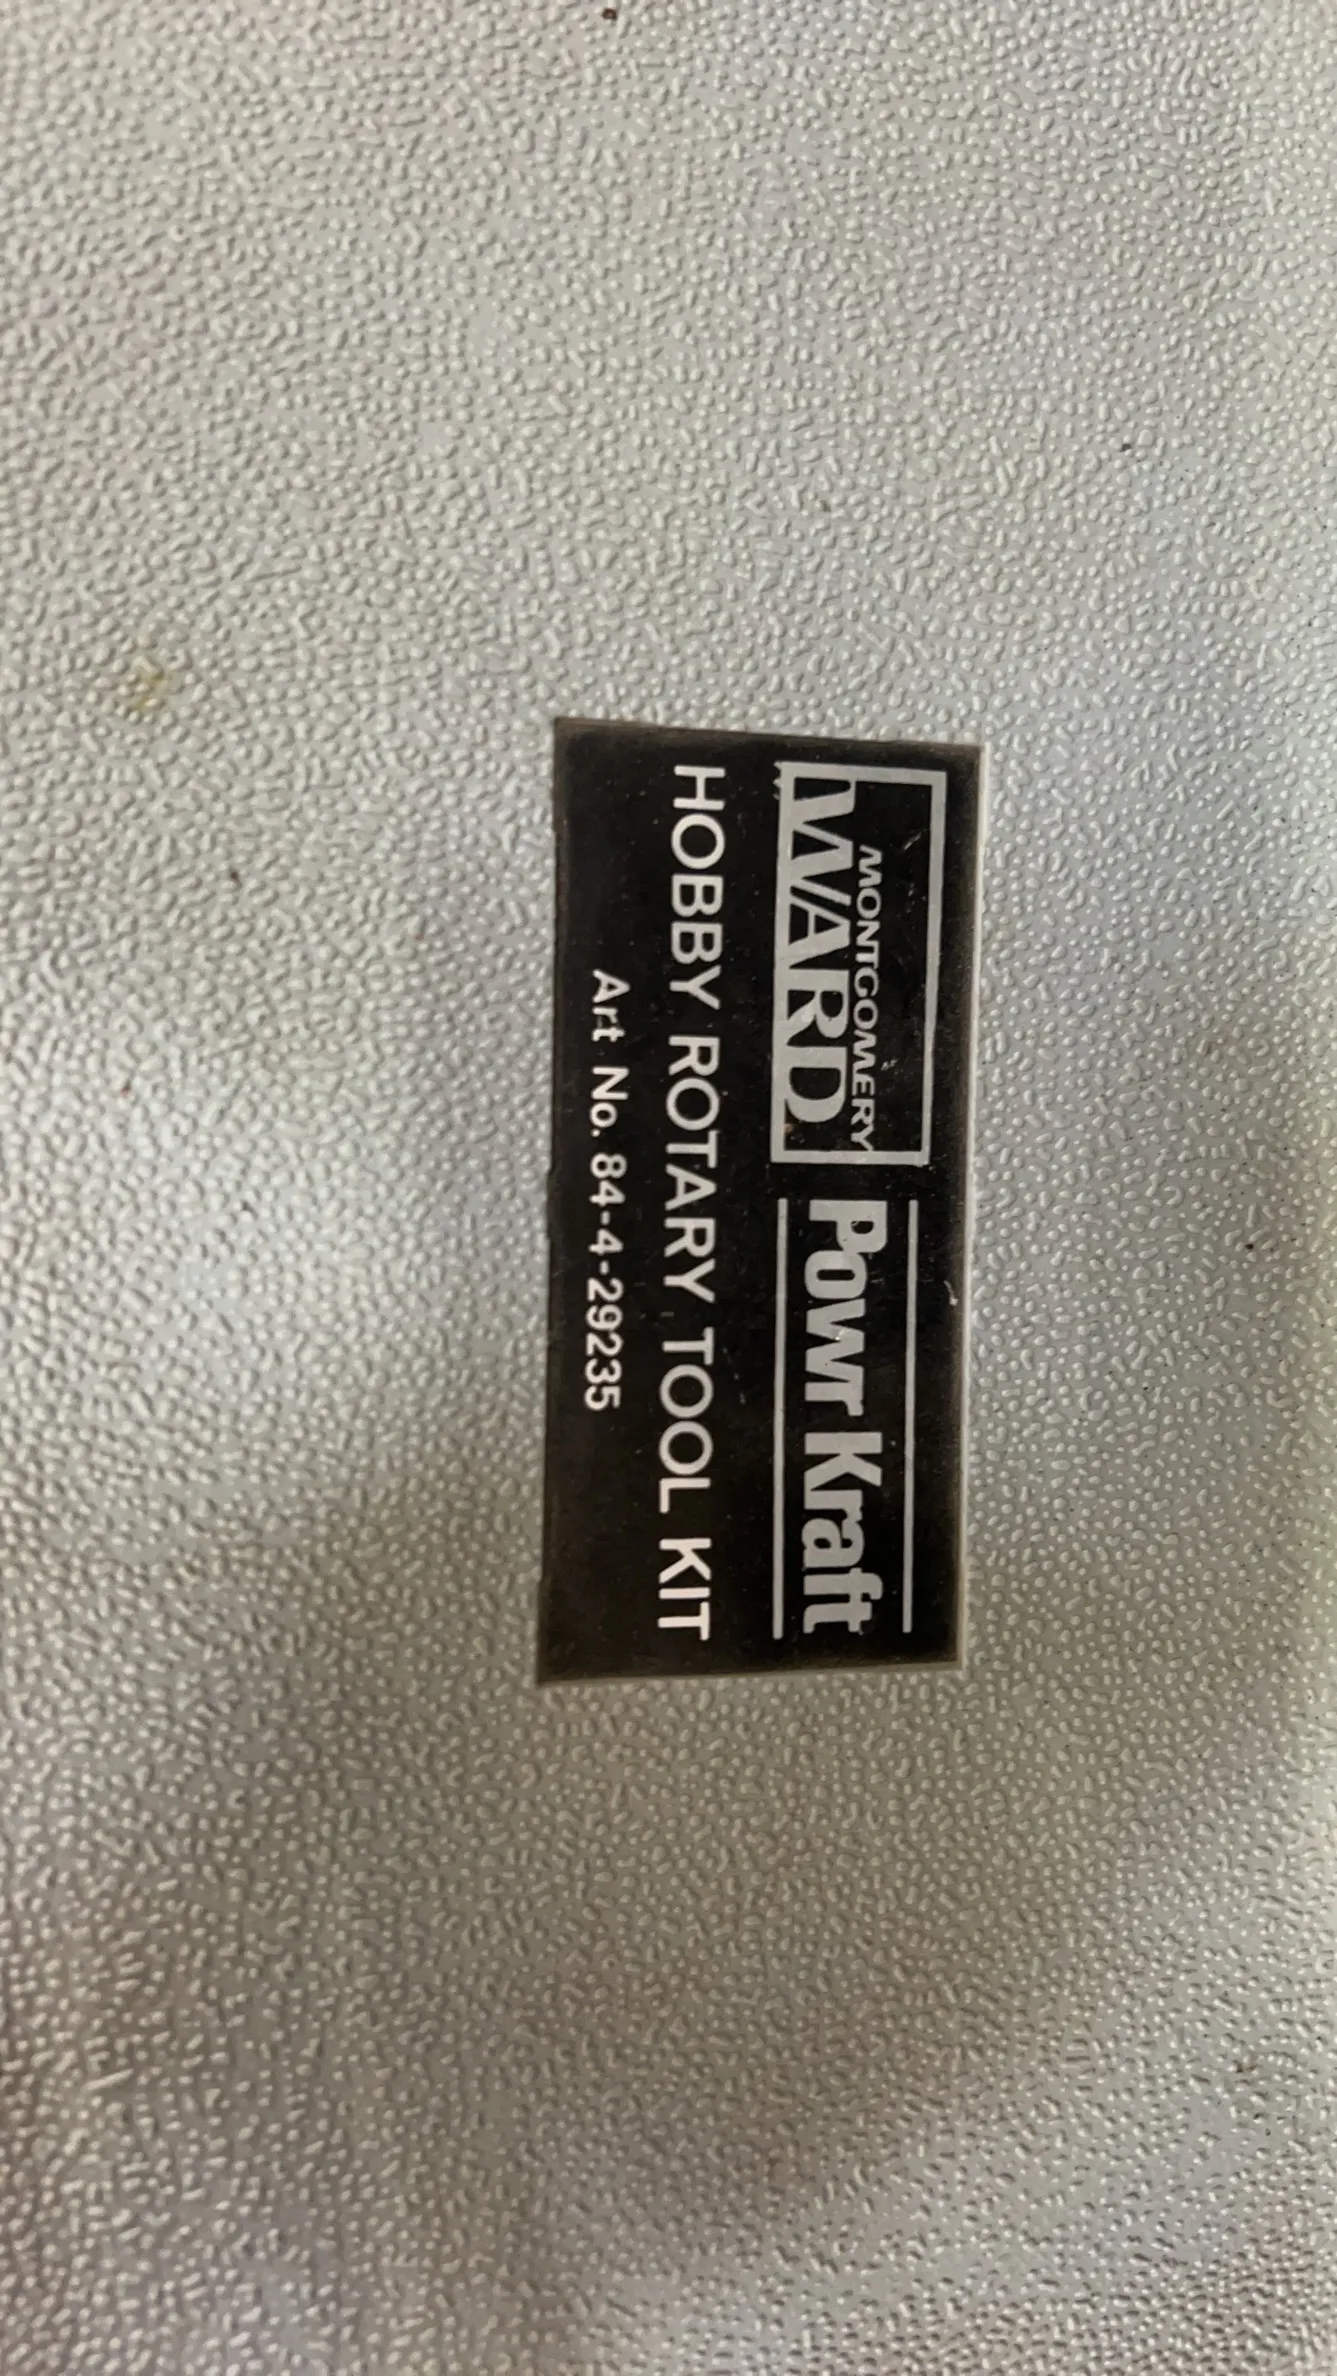 MONTGOMERY
WARD
Powr Kraft
HOBBY ROTARY TOOL KIT
Art No. 84-4-29235